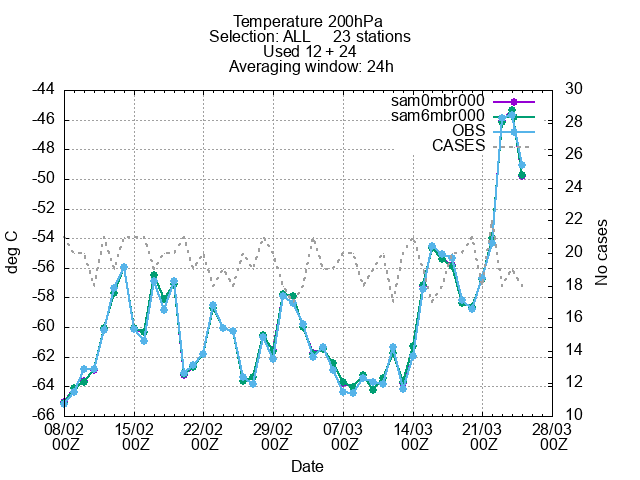 Temperature 200hPa
Selection: ALL 23 stations
Used 12 + 24
Averaging window: 24h
sam0mbr000
sam6mbr000
OBS
CASES
-44
-46
-48
-50
-52
-54
-56
-58
-60
-62
-64
-66
deg C
30
28
26
24
22
20
18
16
14
12
10
No cases
08/02 15/02 22/02 29/02 07/03 14/03 21/03 28/03
00Z 00Z 00Z 00Z 00Z 00Z 00Z 00Z
Date